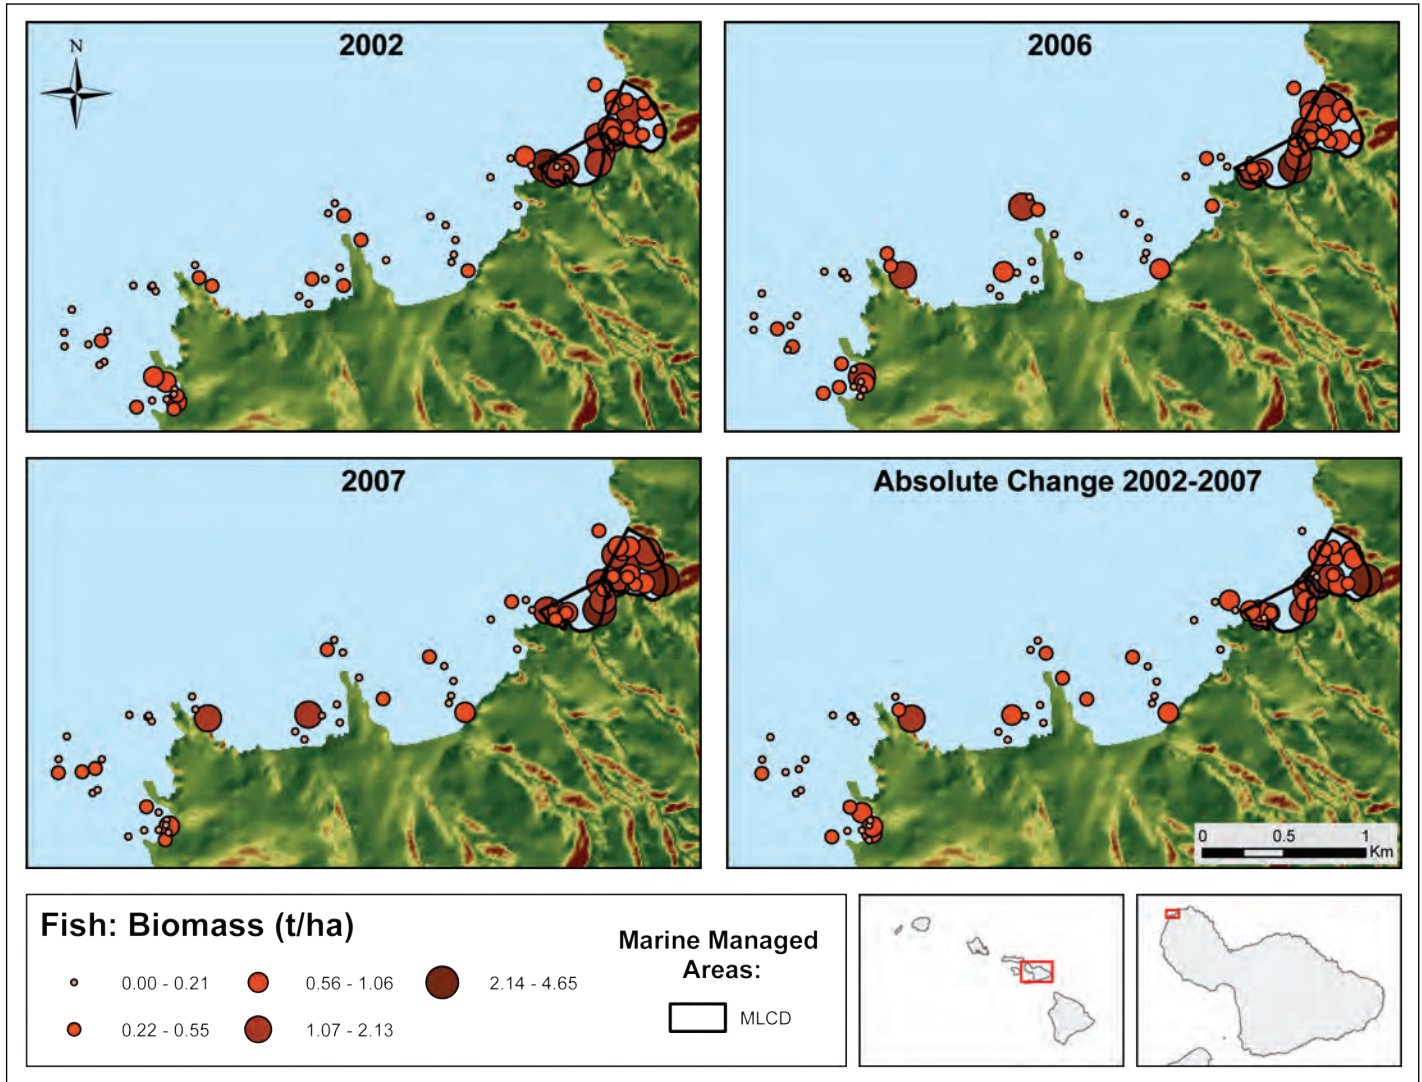 2002
N
2006
2007
Absolute Change 2002-2007
0 0.5 1
Km
Fish: Biomass (t/ha)
0.00 - 0.21
0.56 - 1.06
2.14 - 4.65
0.22 - 0.55
1.07 - 2.13
Marine Managed
Areas:
MLCD